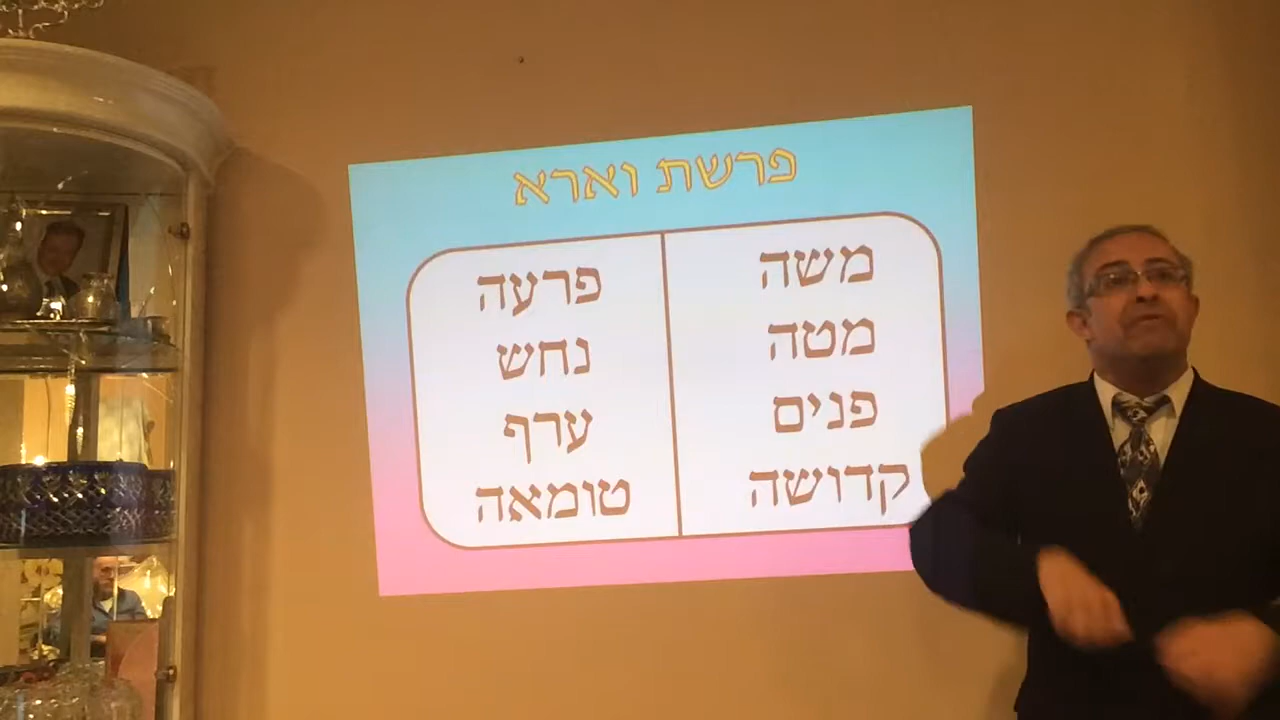 פרשת וארא
משה פרעה
מטה נחש
פנים ערף
קדושה טומאה